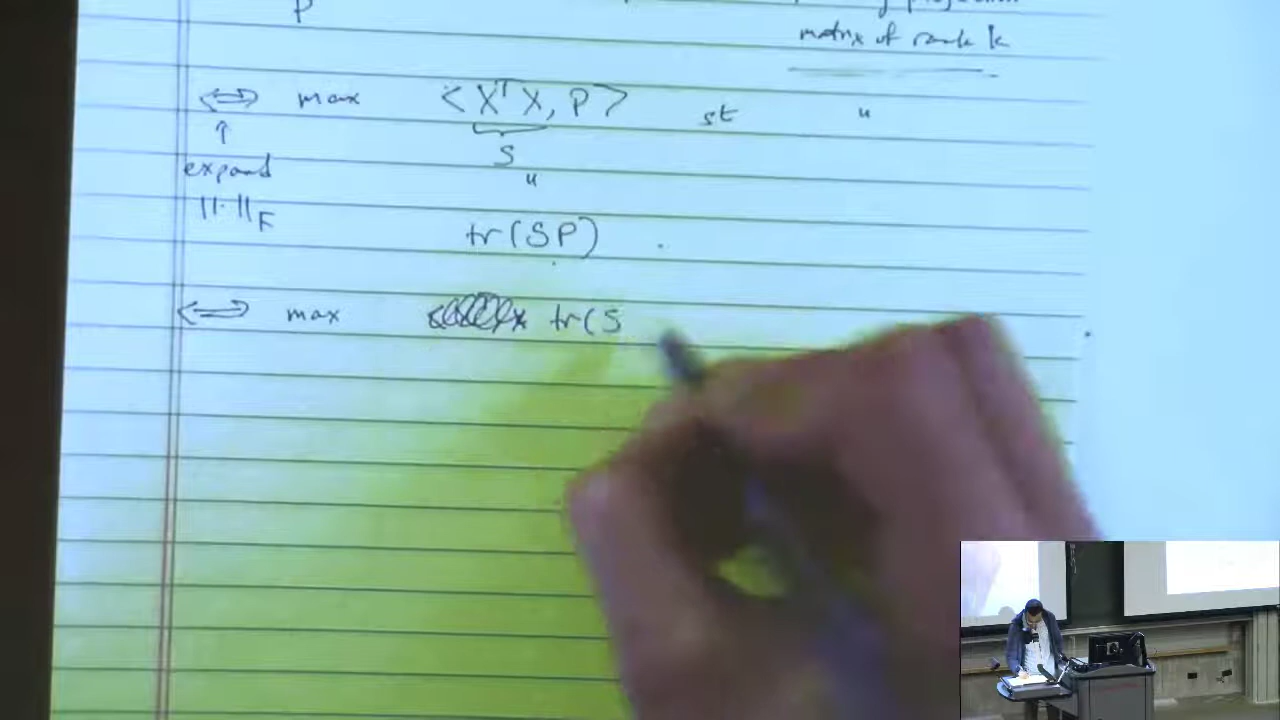 P
matrix of rank k
⟺ max < XᵀX, P > st "
↑ S
expand "
||·||F
tr(SP) .
⟺ max tr(S